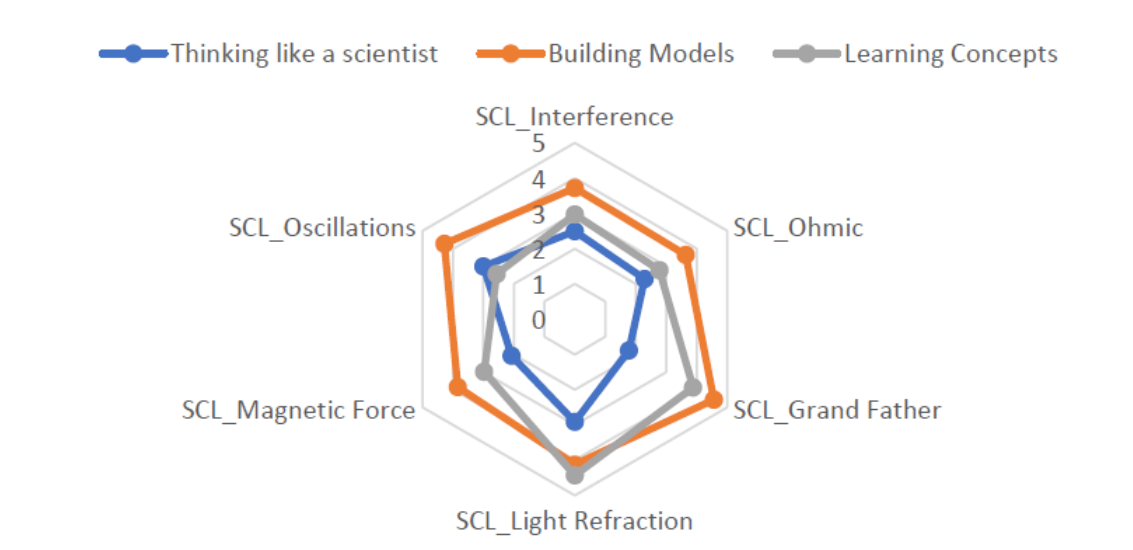 Thinking like a scientist Building Models Learning Concepts
SCL_Interference
5
4
SCL_Oscillations SCL_Ohmic
3
2
1
0
SCL_Magnetic Force SCL_Grand Father
SCL_Light Refraction